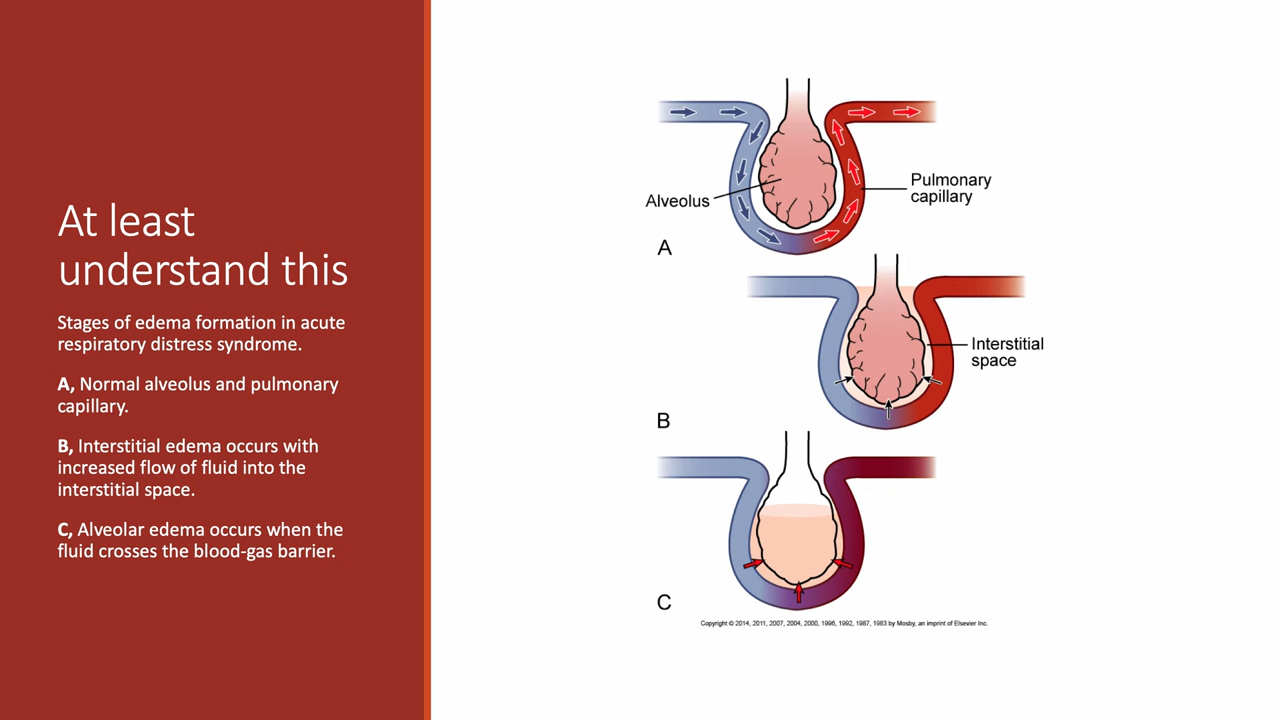 At least
understand this
Stages of edema formation in acute
respiratory distress syndrome.
A, Normal alveolus and pulmonary
capillary.
B, Interstitial edema occurs with
increased flow of fluid into the
interstitial space.
C, Alveolar edema occurs when the
fluid crosses the blood-gas barrier.
Alveolus
Pulmonary
capillary
A
Interstitial
space
B
C
Copyright © 2014, 2011, 2007, 2004, 2000, 1996, 1992, 1987, 1983 by Mosby, an imprint of Elsevier Inc.